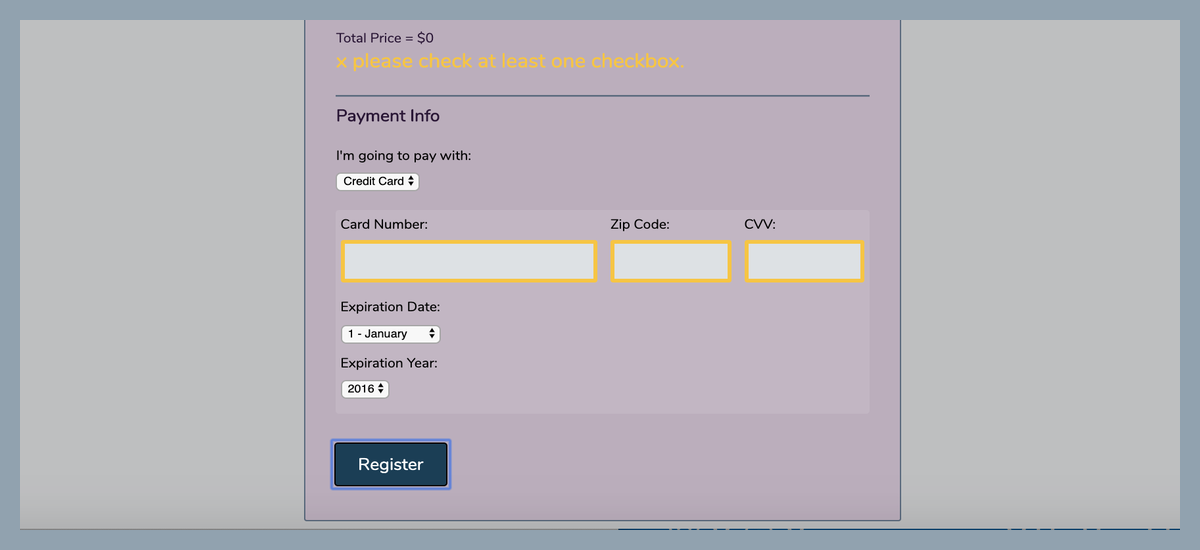 Total Price = $0
x please check at least one checkbox.
Payment Info
I'm going to pay with:
Credit Card
Card Number: Zip Code: CVV:
Expiration Date:
1 - January
Expiration Year:
2016
Register